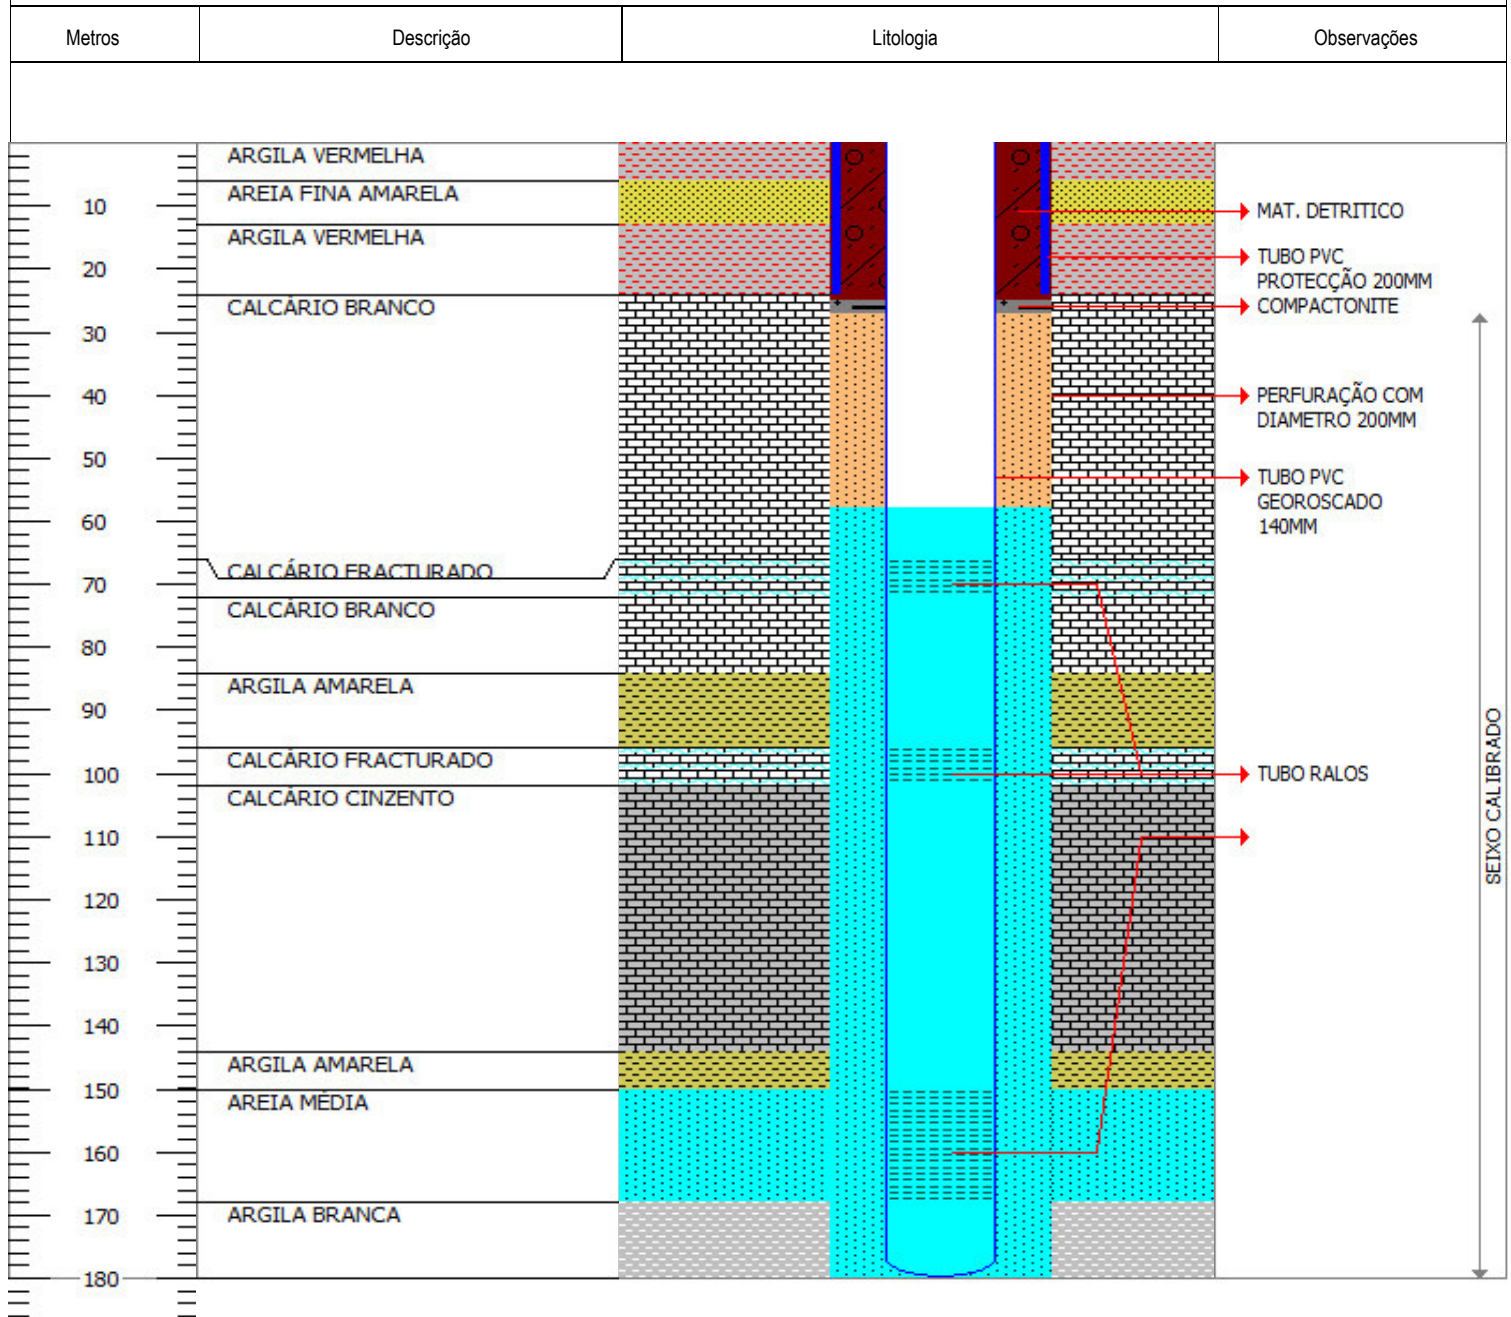 Metros
Descrição
Litologia
Observações
ARGILA VERMELHA
AREIA FINA AMARELA
10
MAT. DETRITICO
ARGILA VERMELHA
TUBO PVC
20
PROTECÇÃO 200MM
CALCÁRIO BRANCO
COMPACTONITE
30
40
PERFURAÇÃO COM
DIAMETRO 200MM
50
TUBO PVC
GEOROSCADO
140MM
60
CALCÁRIO FRACTURADO
70
CALCÁRIO BRANCO
80
ARGILA AMARELA
90
CALCÁRIO FRACTURADO
100
TUBO RALOS
CALCÁRIO CINZENTO
SEIXO CALIBRADO
110
120
130
140
ARGILA AMARELA
150
AREIA MÉDIA
160
170
ARGILA BRANCA
180